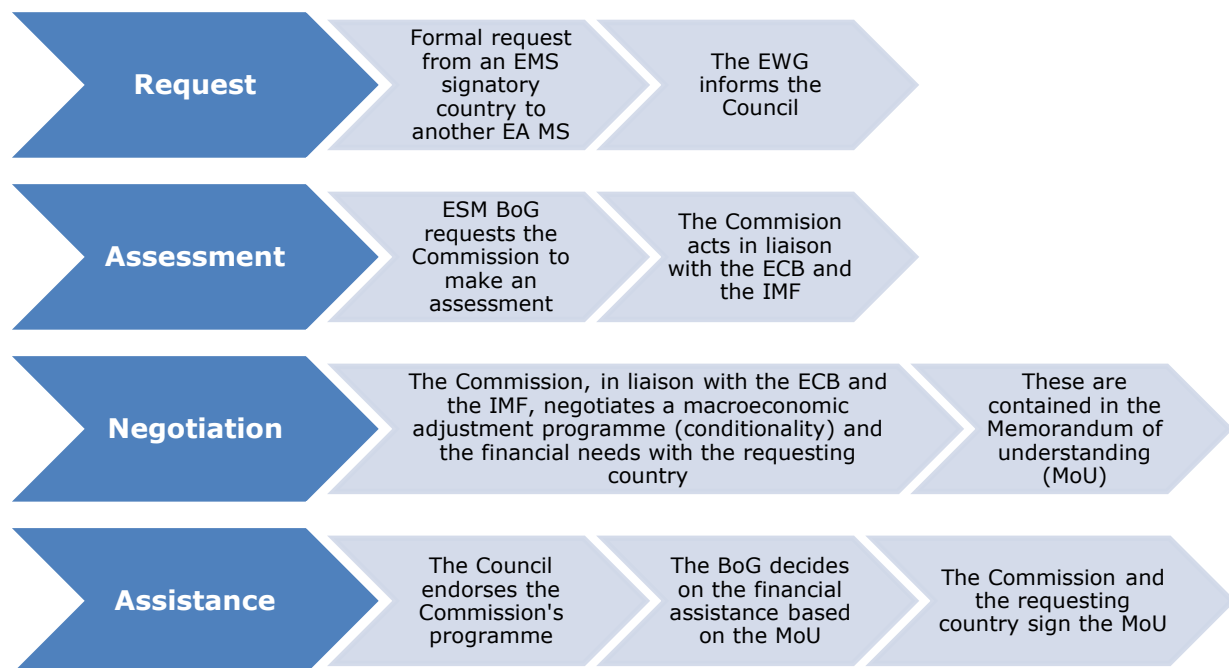 Request
Formal request
from an EMS
signatory
country to
another EA MS
The EWG
informs the
Council
Assessment
ESM BoG
requests the
Commission to
make an
assessment
The Commision
acts in liaison
with the ECB and
the IMF
Negotiation
The Commission, in liaison with the ECB and
the IMF, negotiates a macroeconomic
adjustment programme (conditionality) and
the financial needs with the requesting
country
These are
contained in the
Memorandum of
understanding
(MoU)
Assistance
The Council
endorses the
Commission's
programme
The BoG decides
on the financial
assistance based
on the MoU
The Commission and
the requesting
country sign the MoU